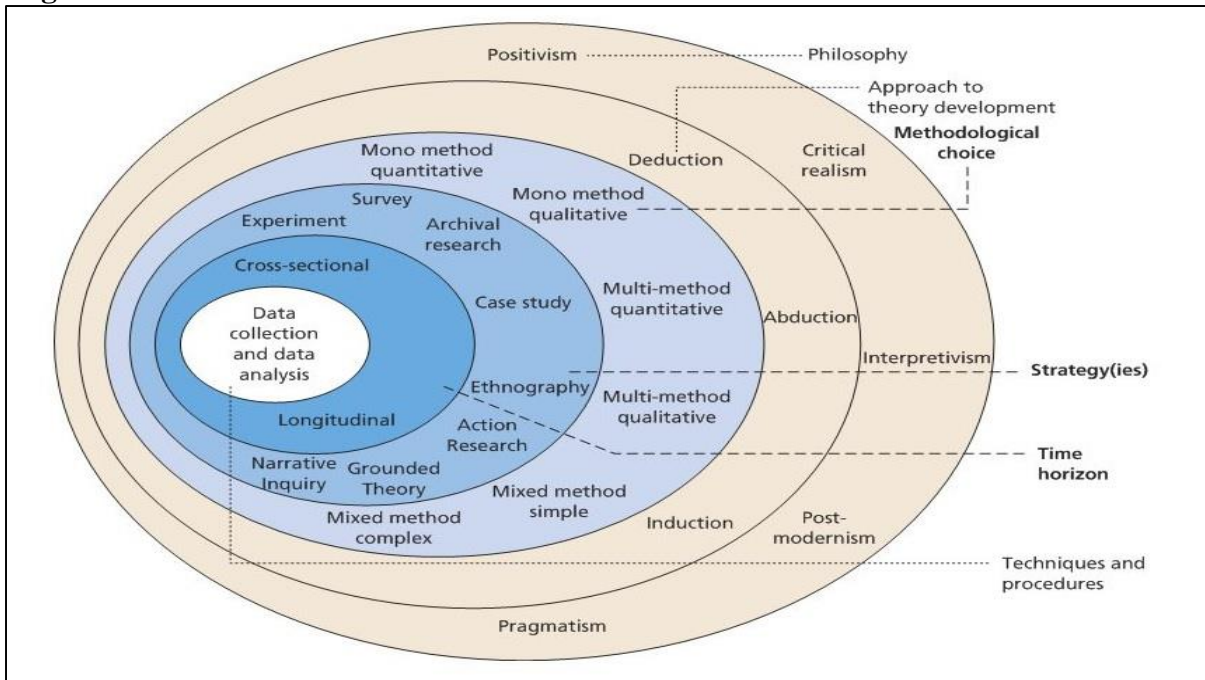 Positivism
Philosophy
Approach to
theory development
Methodological
choice
Mono method
quantitative
Deduction
Critical
realism
Survey
Mono method
qualitative
Experiment
Archival
research
Cross-sectional
Case study
Multi-method
quantitative
Data
collection
and data
analysis
Abduction
Interpretivism
Strategy(ies)
Ethnography
Multi-method
qualitative
Longitudinal
Action
Research
Narrative
Inquiry
Grounded
Theory
Time
horizon
Mixed method
simple
Mixed method
complex
Induction
Post-
modernism
Techniques and
procedures
Pragmatism